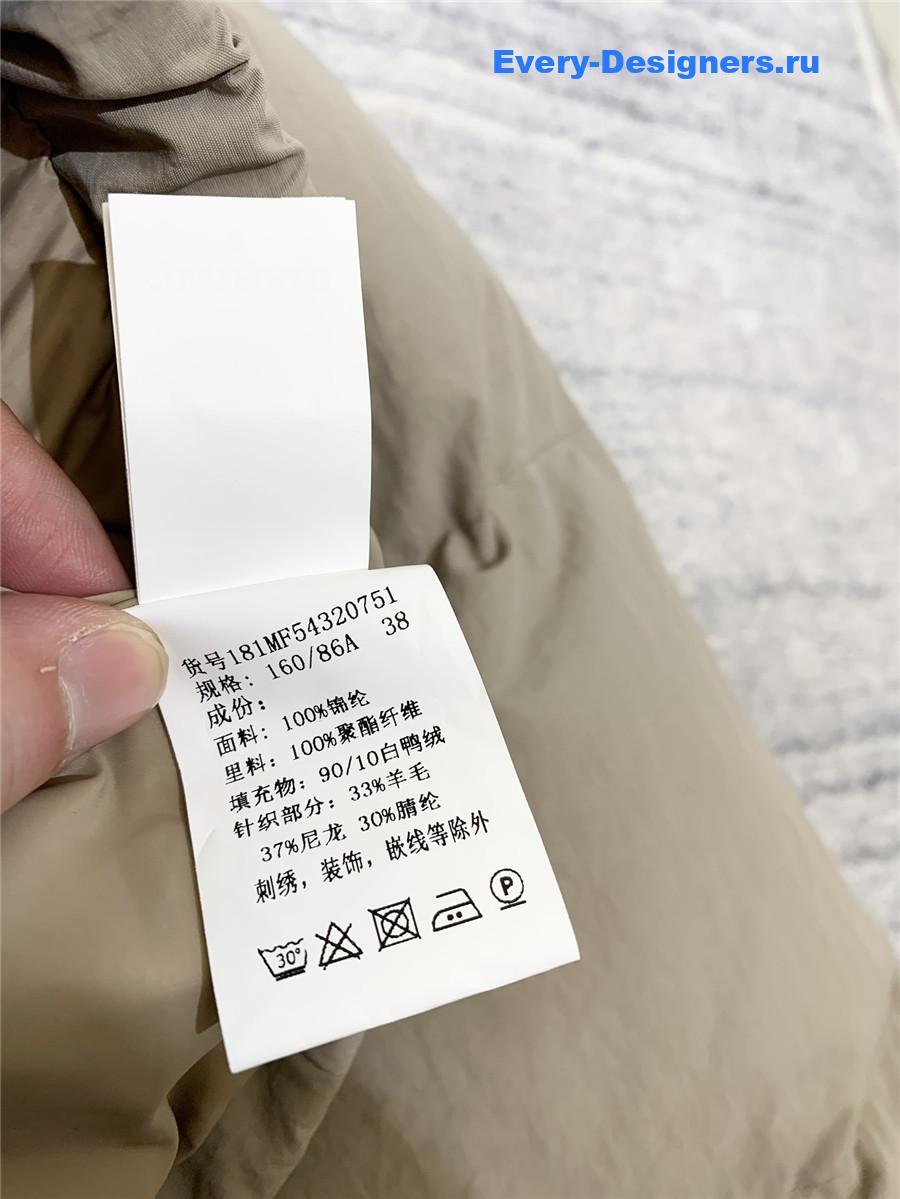 Every-Designers.ru
货号181MF54320751
规格: 160/86A 38
成份:
面料: 100%锦纶
里料: 100%聚酯纤维
填充物: 90/10白鸭绒
针织部分: 33%羊毛
37%尼龙 30%腈纶
刺绣, 装饰, 嵌线等除外
30°
P